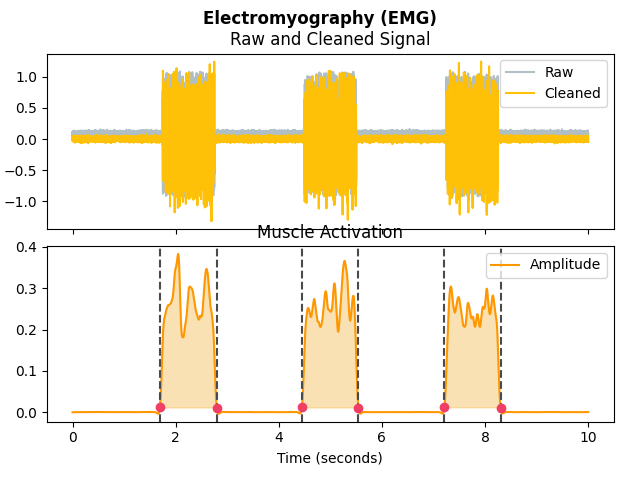 Electromyography (EMG)
Raw and Cleaned Signal
1.0
0.5
0.0
−0.5
−1.0
Raw
Cleaned
Muscle Activation
0.4
0.3
0.2
0.1
0.0
Amplitude
0 2 4 6 8 10
Time (seconds)